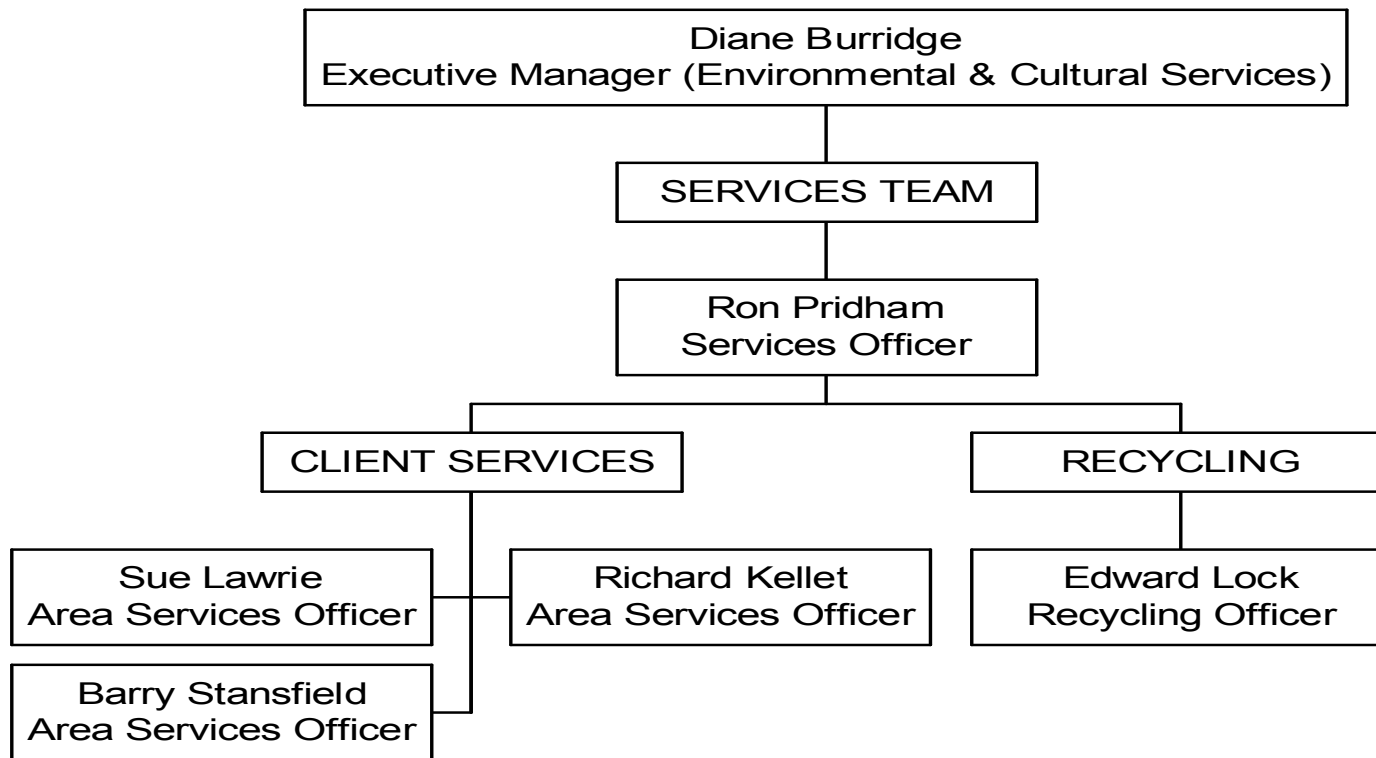 Diane Burridge
Executive Manager (Environmental & Cultural Services)
SERVICES TEAM
Ron Pridham
Services Officer
CLIENT SERVICES
RECYCLING
Sue Lawrie
Area Services Officer
Richard Kellet
Area Services Officer
Edward Lock
Recycling Officer
Barry Stansfield
Area Services Officer